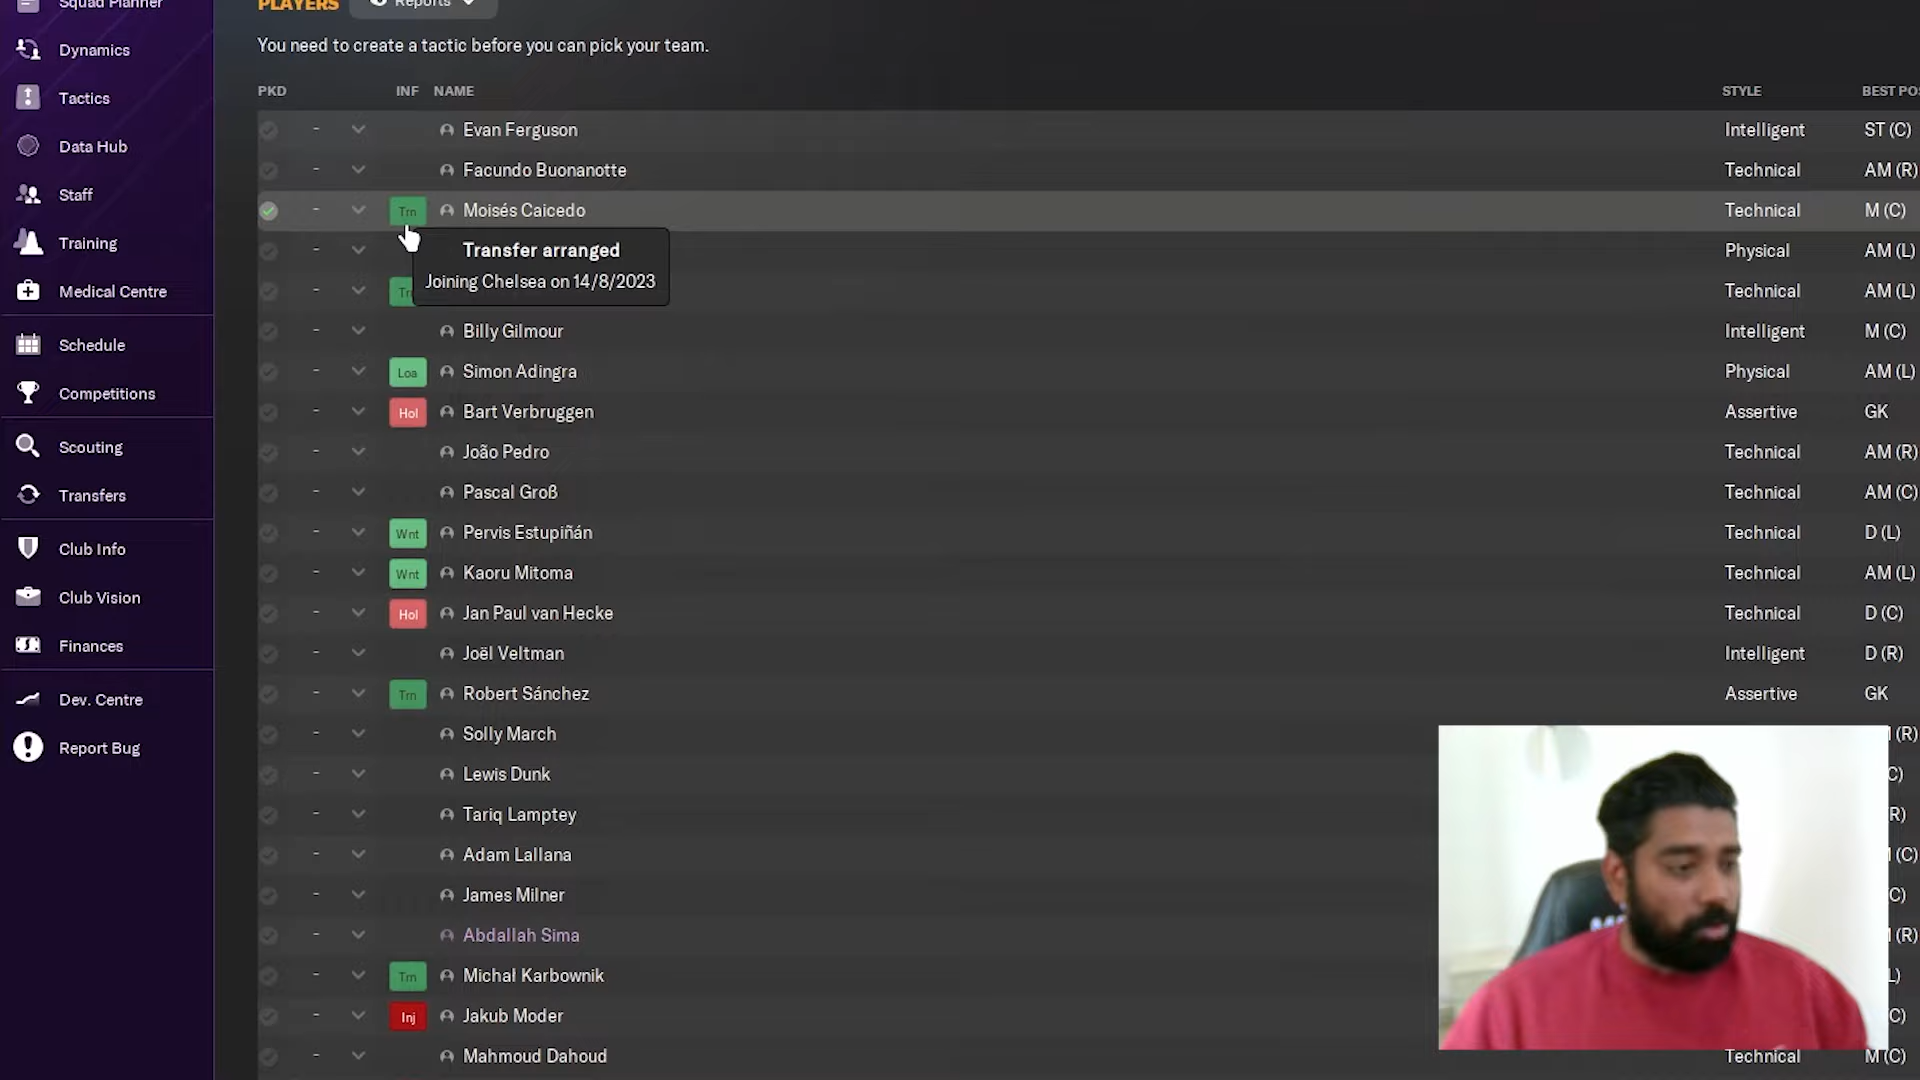 Squad Planner
Dynamics
Tactics
Data Hub
Staff
Training
Medical Centre
Schedule
Competitions
Scouting
Transfers
Club Info
Club Vision
Finances
Dev. Centre
Report Bug
PLAYERS Reports
You need to create a tactic before you can pick your team.
PKD INF NAME STYLE BEST PO
- Evan Ferguson Intelligent ST (C)
- Facundo Buonanotte Technical AM (R)
- Trn Moisés Caicedo Technical M (C)
Transfer arranged
Joining Chelsea on 14/8/2023
- Physical AM (L)
- Technical AM (L)
- Billy Gilmour Intelligent M (C)
- Loa Simon Adingra Physical AM (L)
- Hol Bart Verbruggen Assertive GK
- João Pedro Technical AM (R)
- Pascal Groß Technical AM (C)
- Wnt Pervis Estupiñán Technical D (L)
- Wnt Kaoru Mitoma Technical AM (L)
- Hol Jan Paul van Hecke Technical D (C)
- Joël Veltman Intelligent D (R)
- Trn Robert Sánchez Assertive GK
- Solly March (R)
- Lewis Dunk C)
- Tariq Lamptey R)
- Adam Lallana (C)
- James Milner C)
- Abdallah Sima (R)
- Trn Michał Karbownik L)
- Inj Jakub Moder C)
- Mahmoud Dahoud Technical M (C)